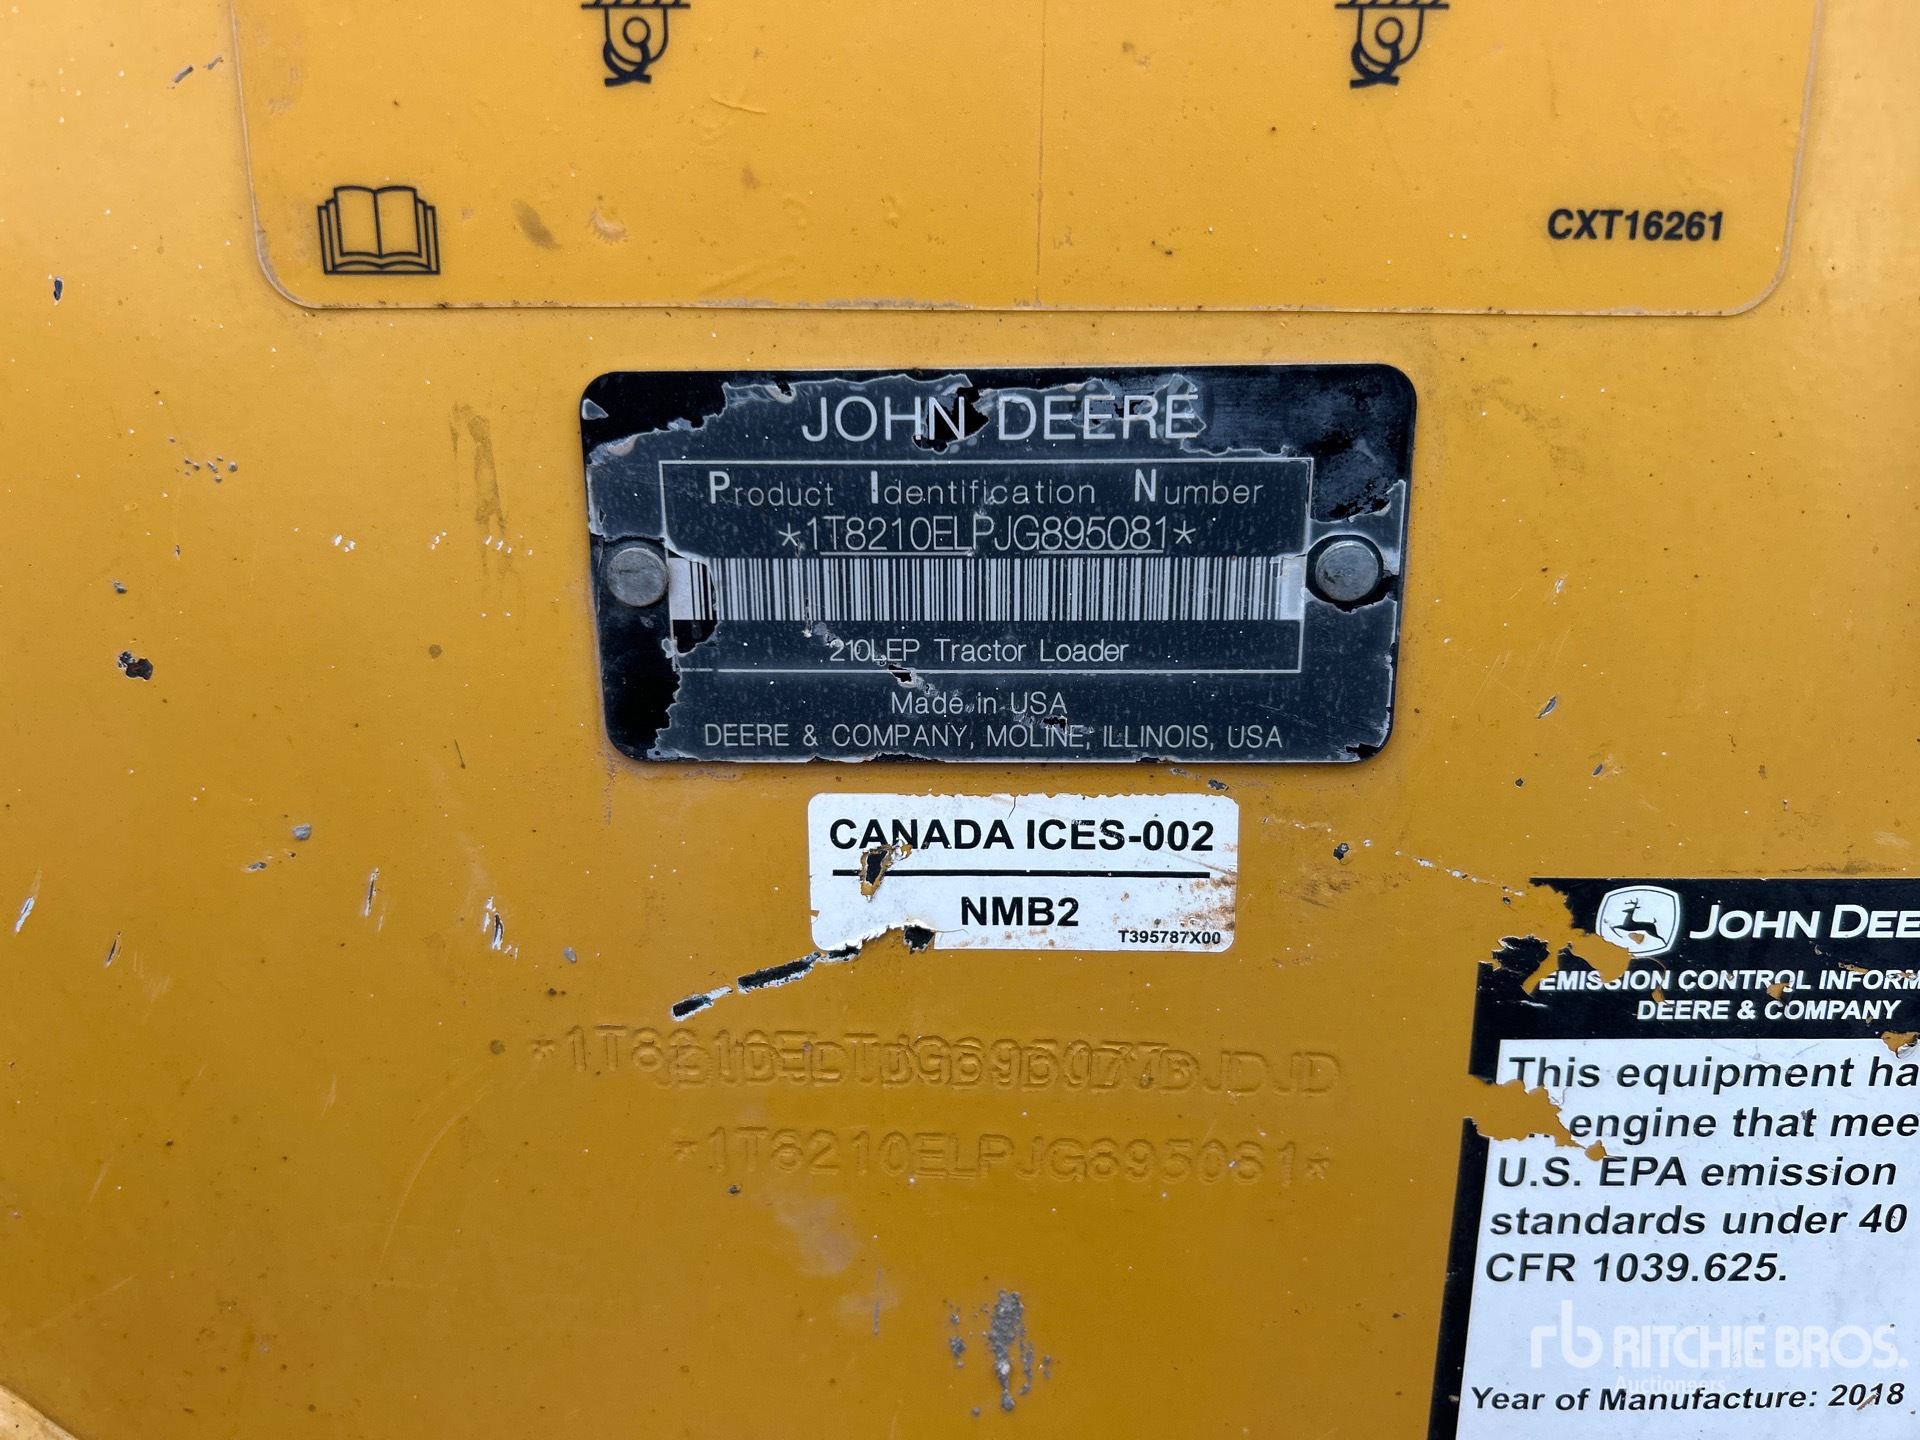 CXT16261
JOHN DEERE
Product Identification Number
*1T8210ELPJG895081*
210LEP Tractor Loader
Made in USA
DEERE & COMPANY, MOLINE, ILLINOIS, USA
CANADA ICES-002
NMB2
T395787X00
*1T8210ELPJG895081*
JOHN DEE
EMISSION CONTROL INFORM
DEERE & COMPANY
This equipment ha
engine that mee
U.S. EPA emission
standards under 40
CFR 1039.625.
rb RITCHIE BROS.
Auctioneers
Year of Manufacture: 2018